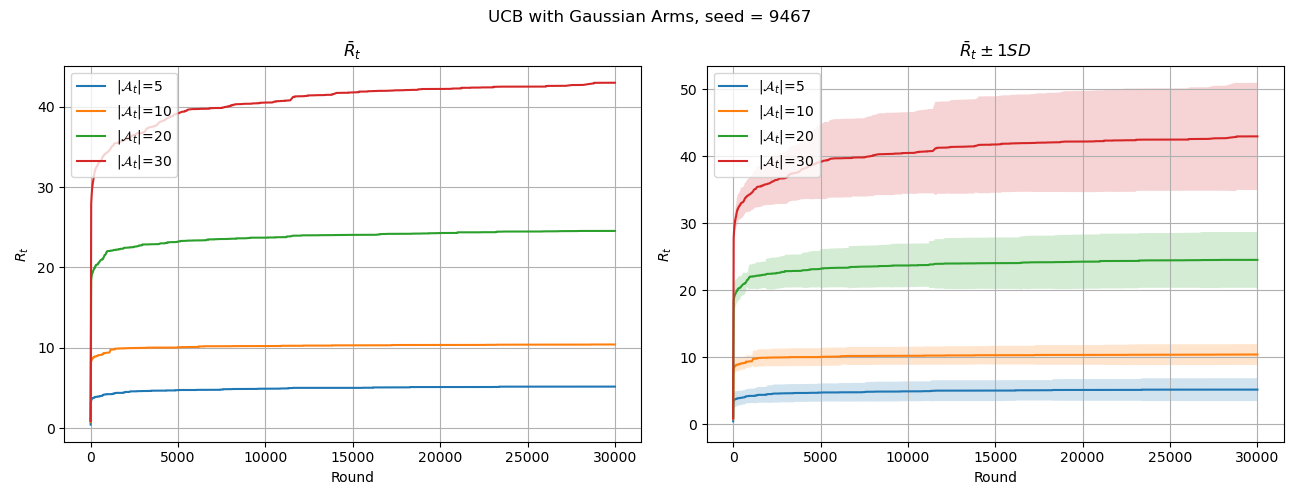 UCB with Gaussian Arms, seed = 9467
R̄ₜ
|𝒜ₜ|=5
|𝒜ₜ|=10
|𝒜ₜ|=20
|𝒜ₜ|=30
40
30
20
10
0
Rₜ
0 5000 10000 15000 20000 25000 30000
Round
R̄ₜ ± 1SD
|𝒜ₜ|=5
|𝒜ₜ|=10
|𝒜ₜ|=20
|𝒜ₜ|=30
50
40
30
20
10
0
Rₜ
0 5000 10000 15000 20000 25000 30000
Round